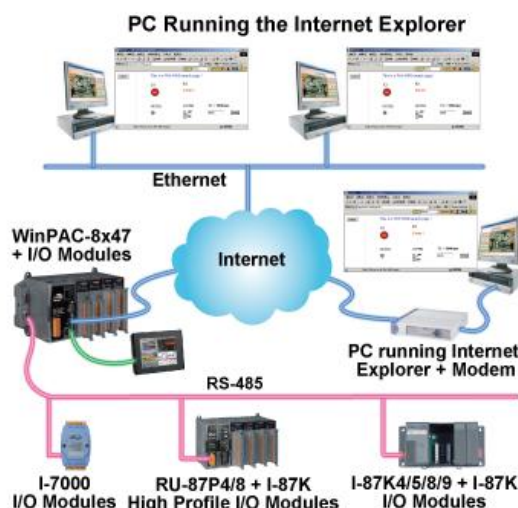 PC Running the Internet Explorer
Ethernet
WinPAC-8x47
+ I/O Modules
Internet
PC running Internet
Explorer + Modem
RS-485
I-7000
I/O Modules
RU-87P4/8 + I-87K
High Profile I/O Modules
I-87K4/5/8/9 + I-87K
I/O Modules